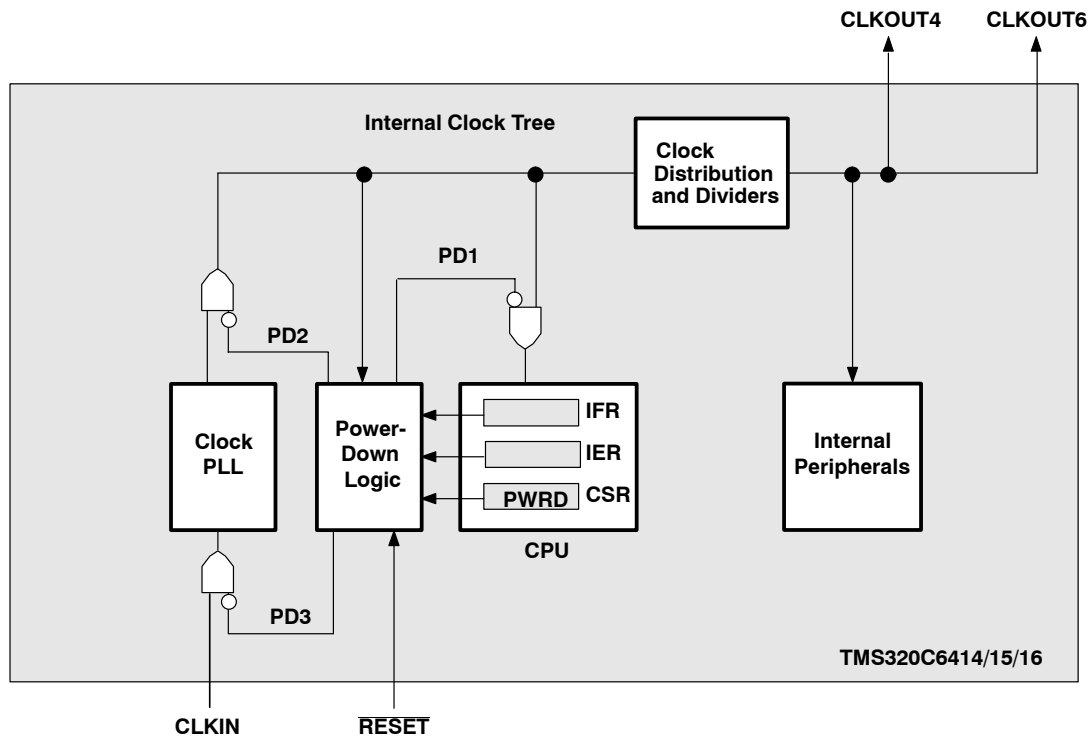 CLKOUT4 CLKOUT6
Internal Clock Tree
Clock
Distribution
and Dividers
PD1
PD2
Clock
PLL
Power-
Down
Logic
IFR
IER
PWRD CSR
CPU
Internal
Peripherals
PD3
TMS320C6414/15/16
CLKIN
RESET